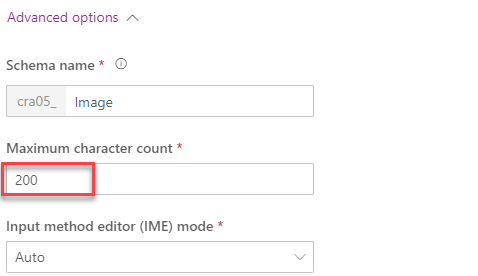 Advanced options
Schema name *
cra05_ Image
Maximum character count *
200
Input method editor (IME) mode *
Auto